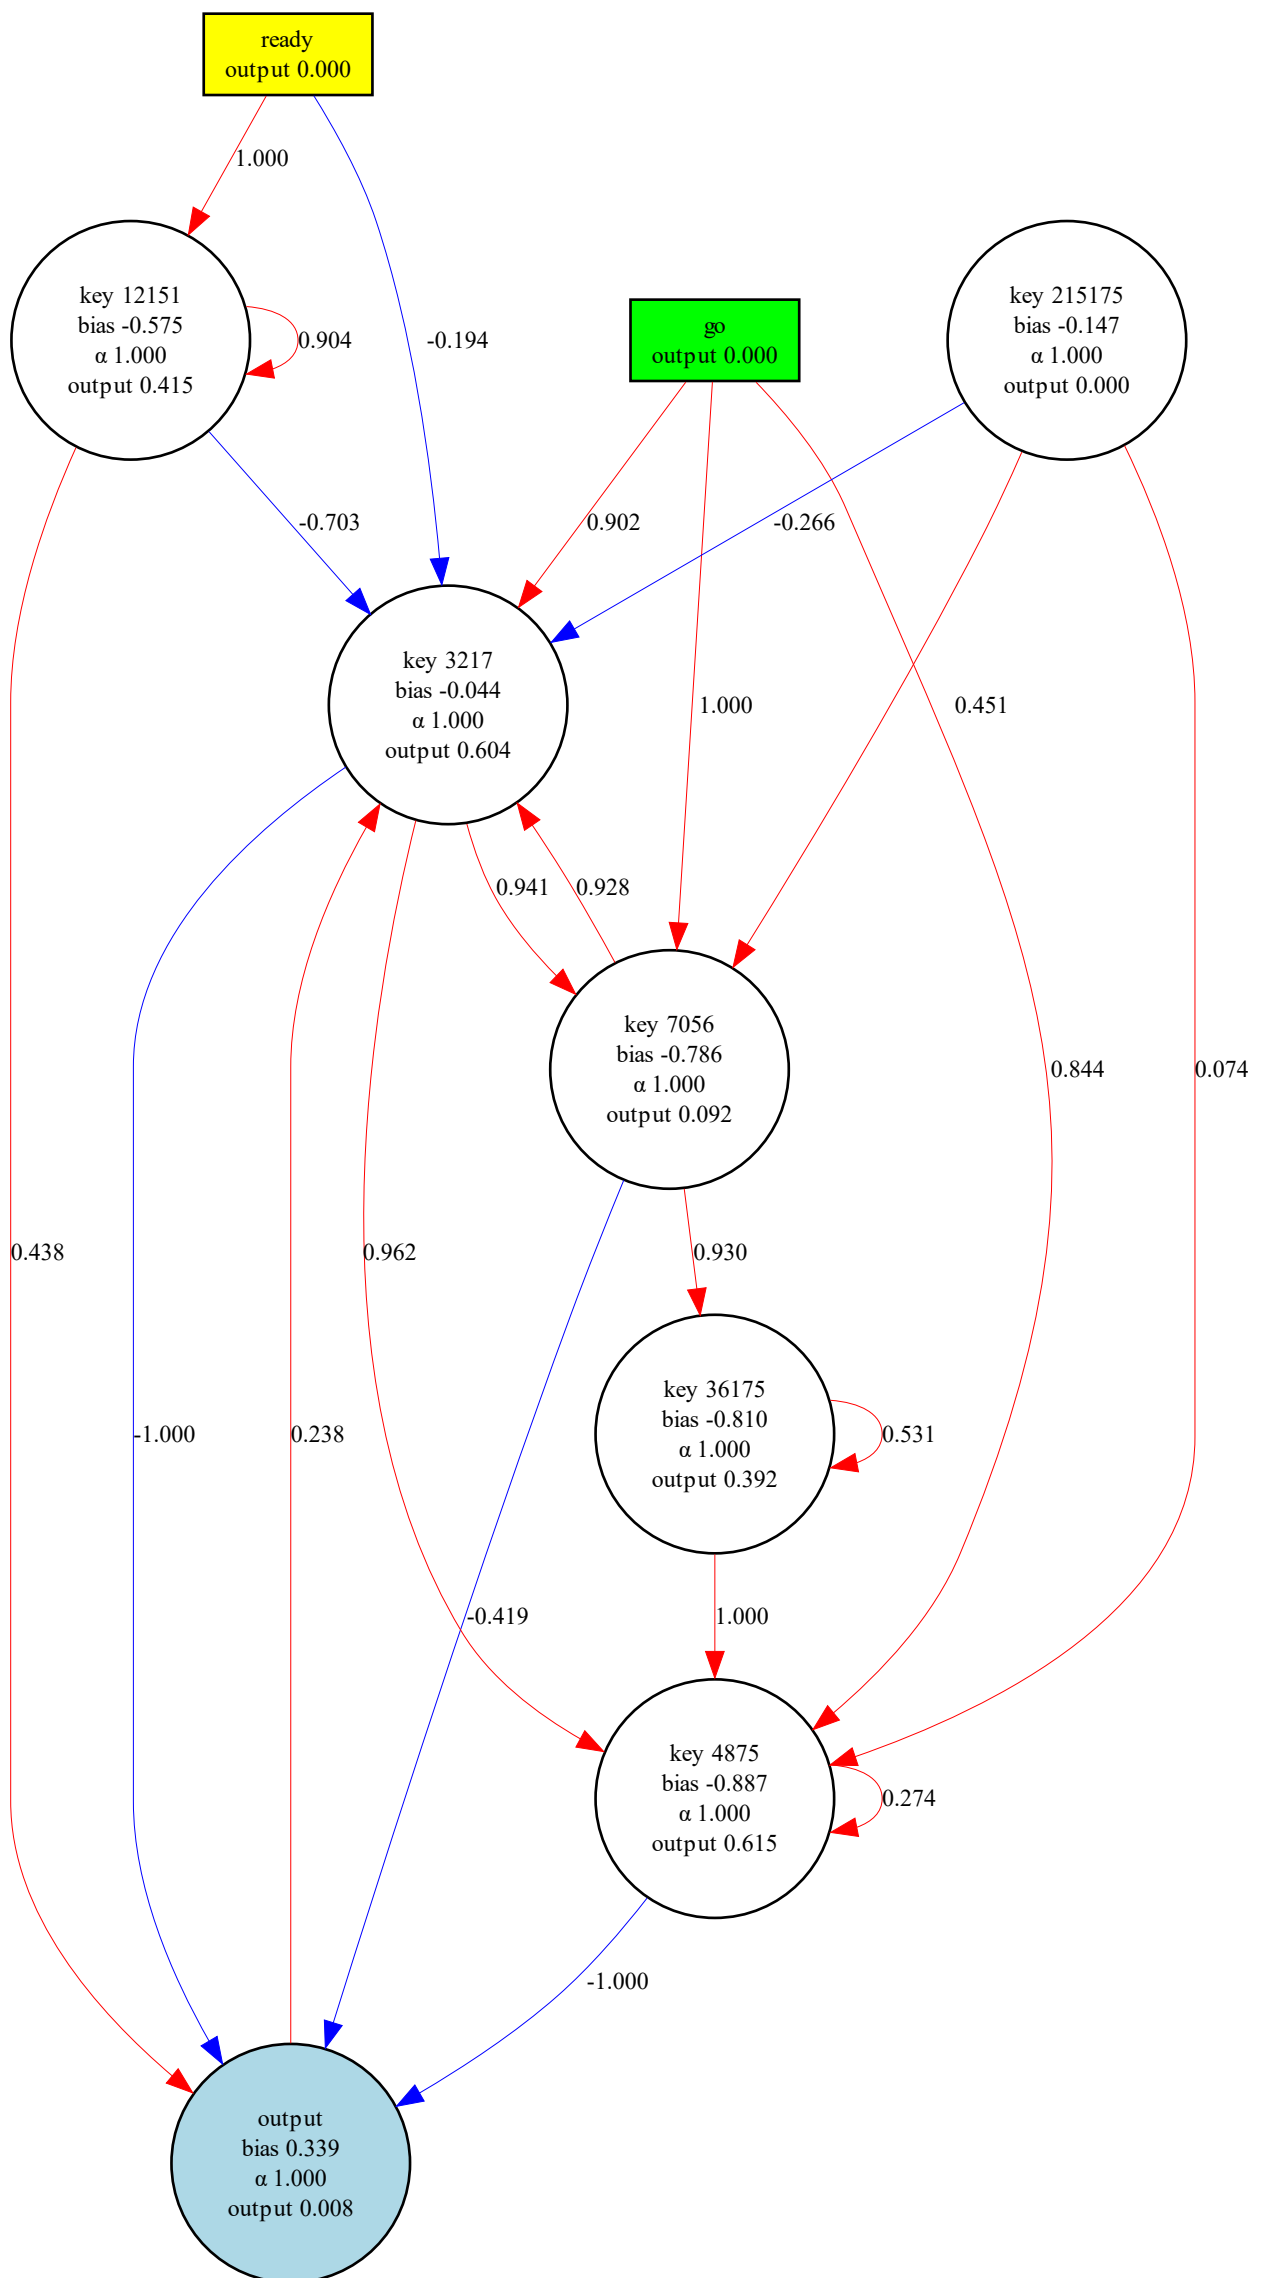 ready
output 0.000
1.000
key 12151
bias -0.575
α 1.000
output 0.415
0.904
-0.194
go
output 0.000
key 215175
bias -0.147
α 1.000
output 0.000
-0.703
0.902
-0.266
key 3217
bias -0.044
α 1.000
output 0.604
1.000
0.451
0.941
0.928
key 7056
bias -0.786
α 1.000
output 0.092
0.844
0.074
0.438
0.962
0.930
key 36175
bias -0.810
α 1.000
output 0.392
0.531
-1.000
0.238
-0.419
1.000
key 4875
bias -0.887
α 1.000
output 0.615
0.274
-1.000
output
bias 0.339
α 1.000
output 0.008